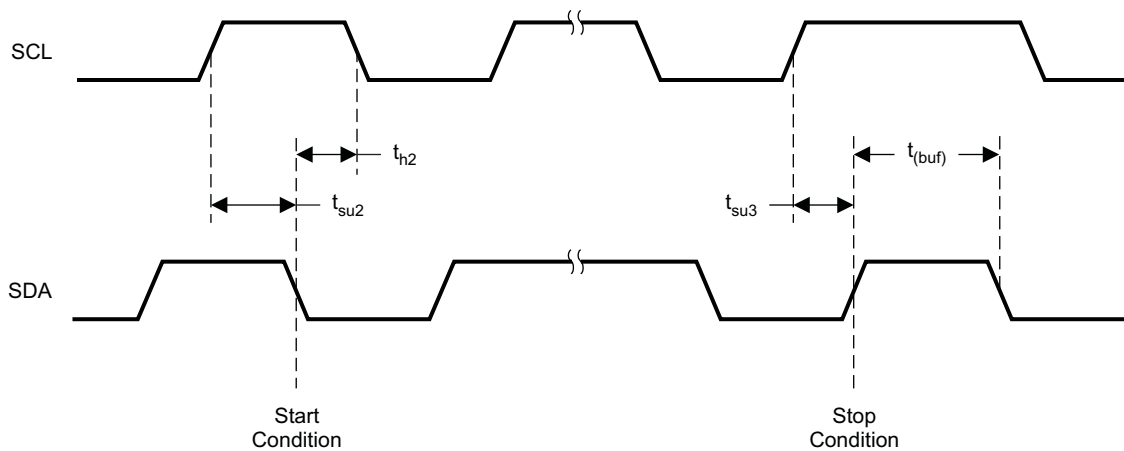 SCL
t_h2
t_(buf)
t_su2
t_su3
SDA
Start
Condition
Stop
Condition